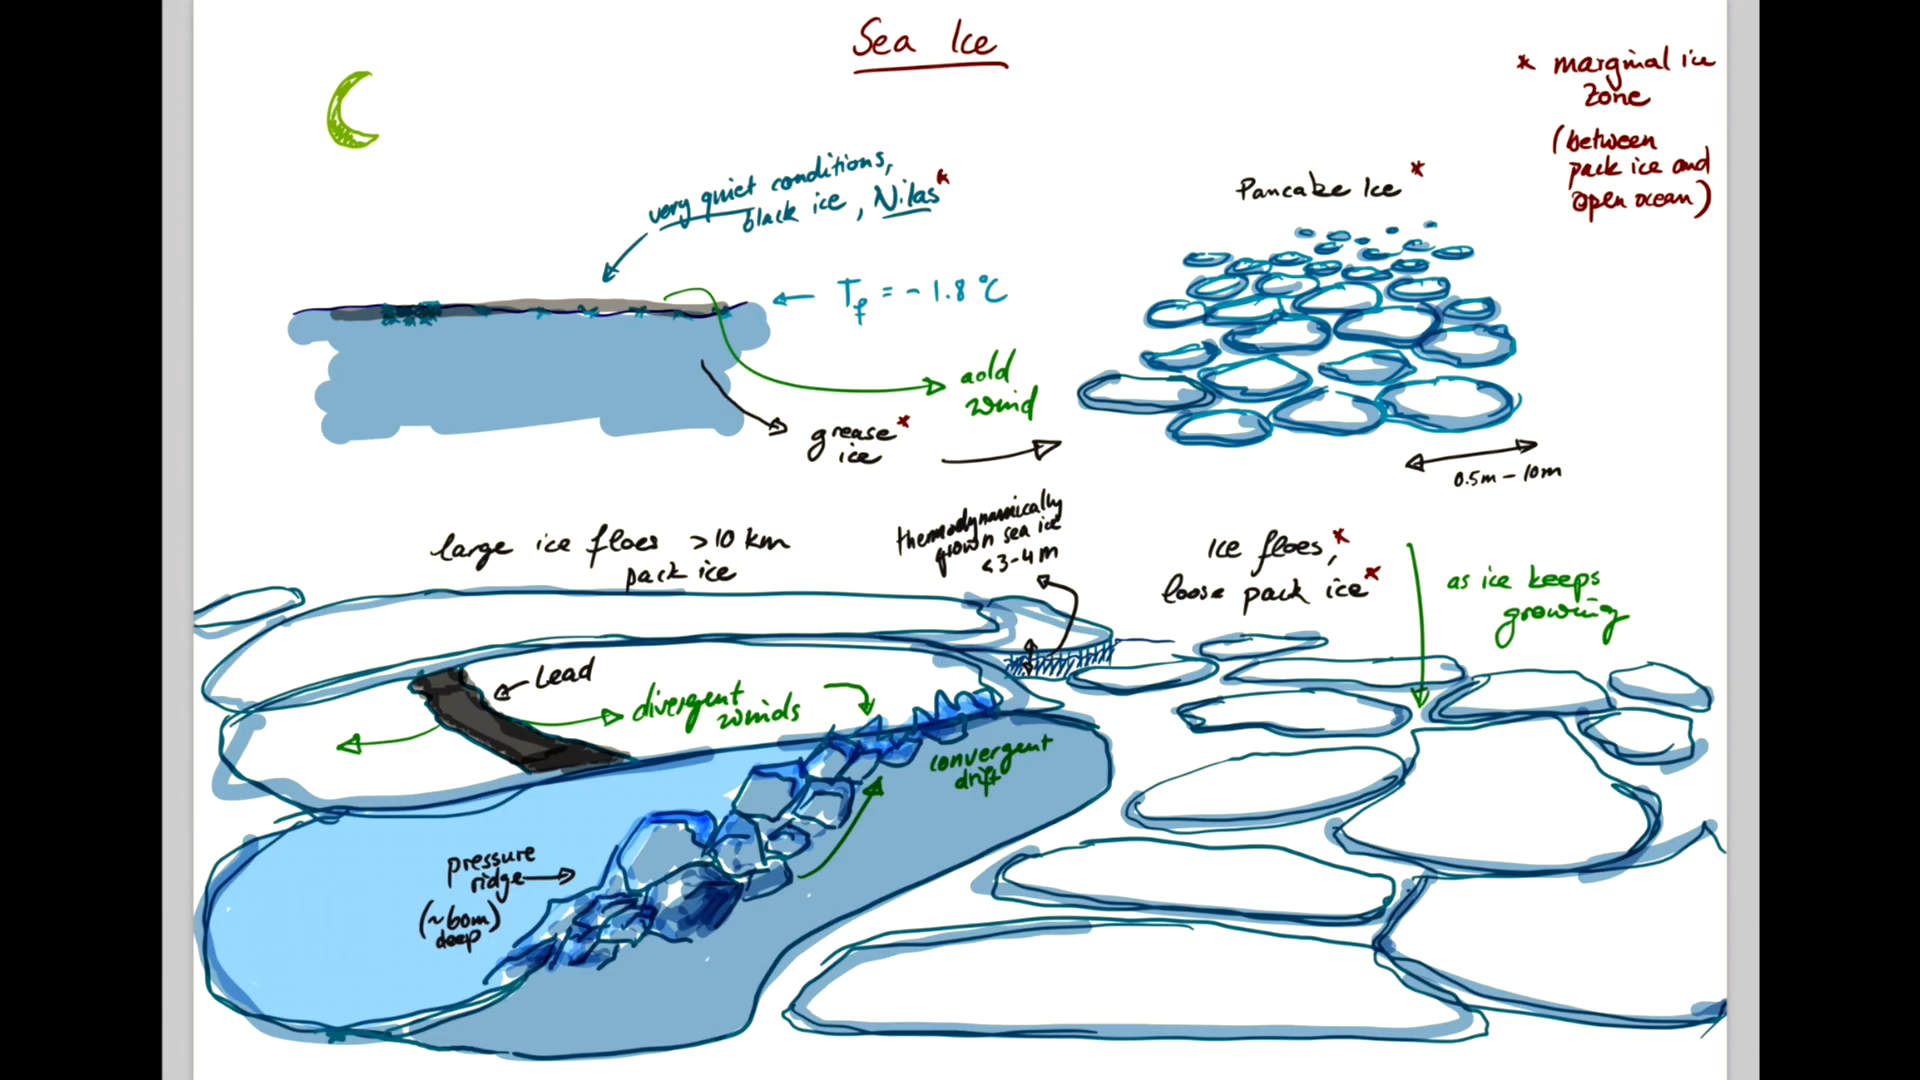 Sea Ice
* marginal ice
zone
(between
pack ice and
open ocean)
very quiet conditions,
black ice, Nilas*
Pancake Ice *
← Tf = -1.8 °C
add
wind
grease*
ice
0.5m - 10m
large ice floes >10 km
pack ice
thermodynamically
grown sea ice
<3-4 m
Ice floes,*
loose pack ice*
as ice keeps
growing
Lead
divergent
winds
convergent
drift
pressure
ridge
(~60m)
deep